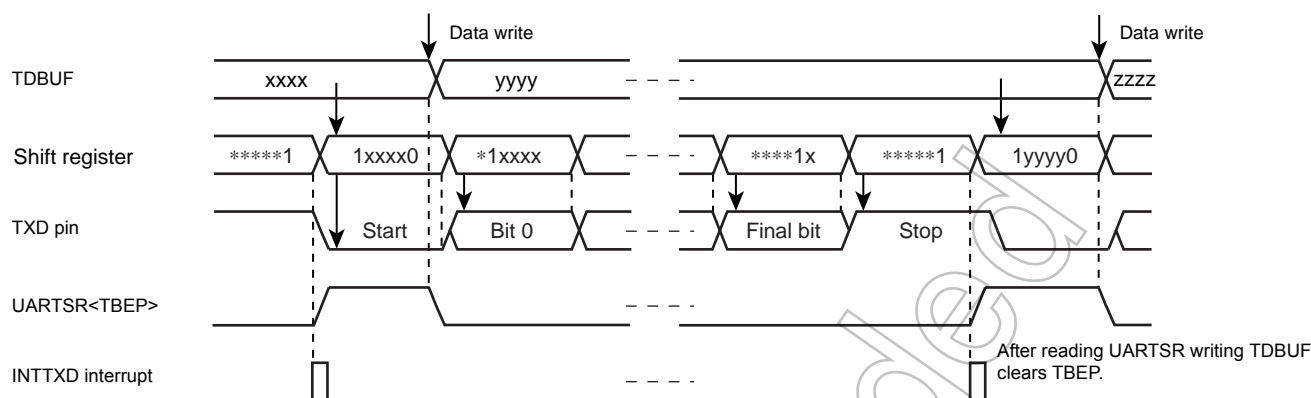 Data write Data write
TDBUF xxxx yyyy zzzz
Shift register *****1 1xxxx0 *1xxxx ****1x *****1 1yyyy0
TXD pin Start Bit 0 Final bit Stop
UARTSR<TBEP>
After reading UARTSR writing TDBUF
INTTXD interrupt clears TBEP.